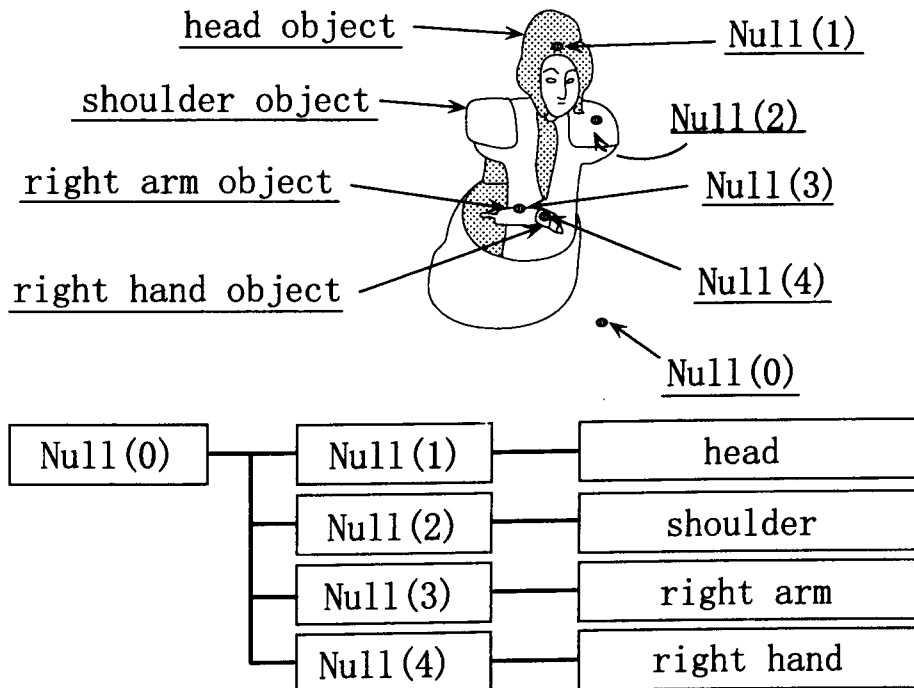 head object
Null(1)
shoulder object
Null(2)
right arm object
Null(3)
right hand object
Null(4)
Null(0)
Null(0)
Null(1)
head
Null(2)
shoulder
Null(3)
right arm
Null(4)
right hand